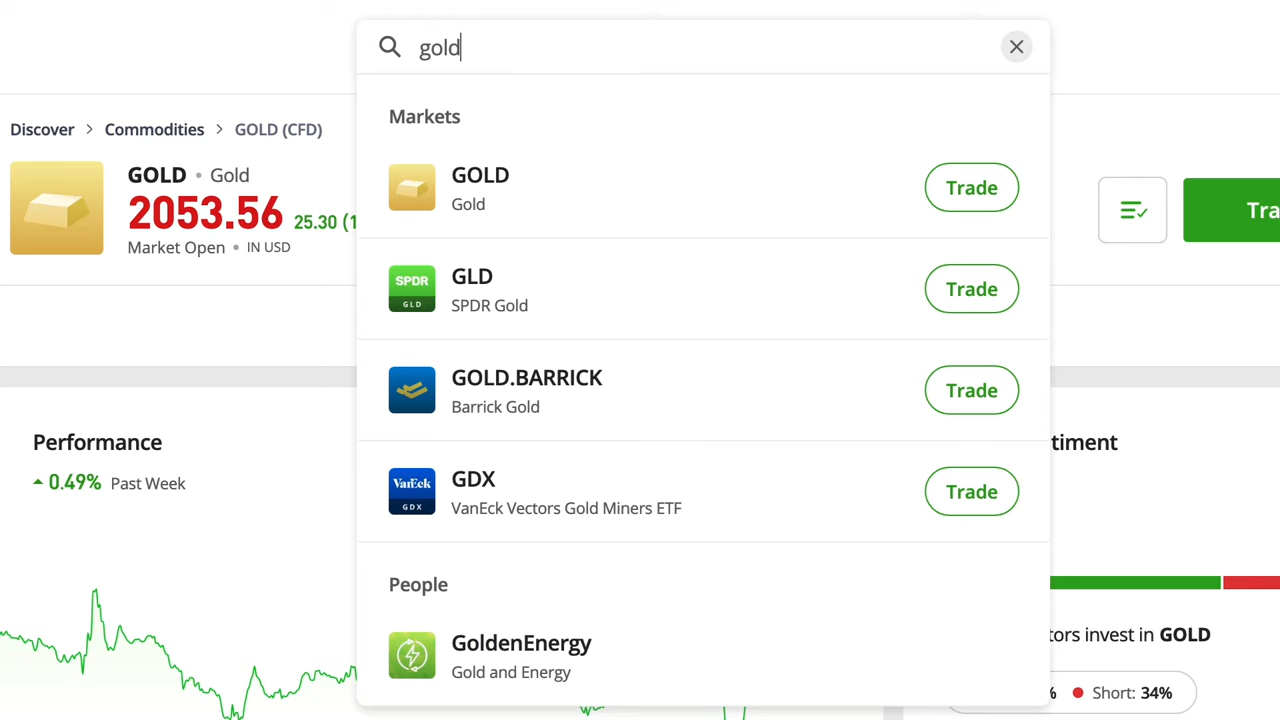 gold
Discover > Commodities > GOLD (CFD)
GOLD • Gold
2053.56 25.30 (1
Market Open • IN USD
Markets
GOLD
Gold
Trade
SPDR
GLD
GLD
SPDR Gold
Trade
GOLD.BARRICK
Barrick Gold
Trade
VanEck
GDX
GDX
VanEck Vectors Gold Miners ETF
Trade
People
GoldenEnergy
Gold and Energy
Tra
Performance
0.49% Past Week
timent
tors invest in GOLD
% Short: 34%